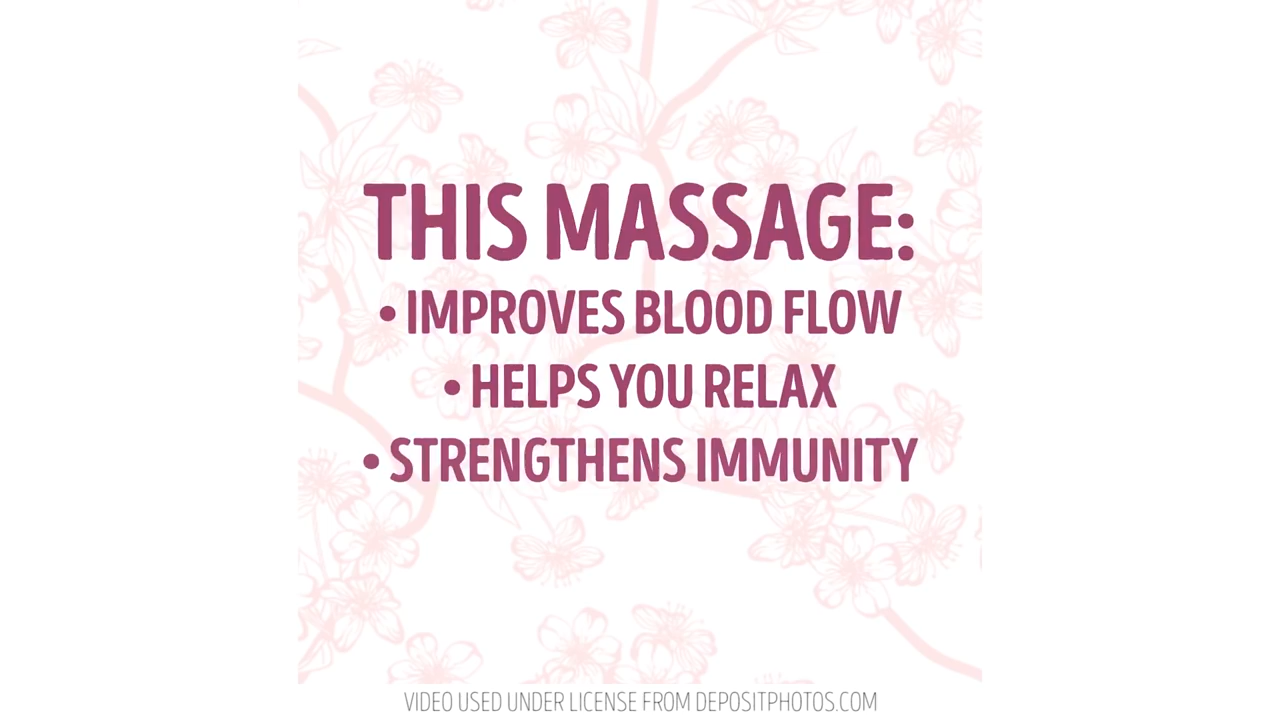 THIS MASSAGE:
• IMPROVES BLOOD FLOW
• HELPS YOU RELAX
• STRENGTHENS IMMUNITY
VIDEO USED UNDER LICENSE FROM DEPOSITPHOTOS.COM